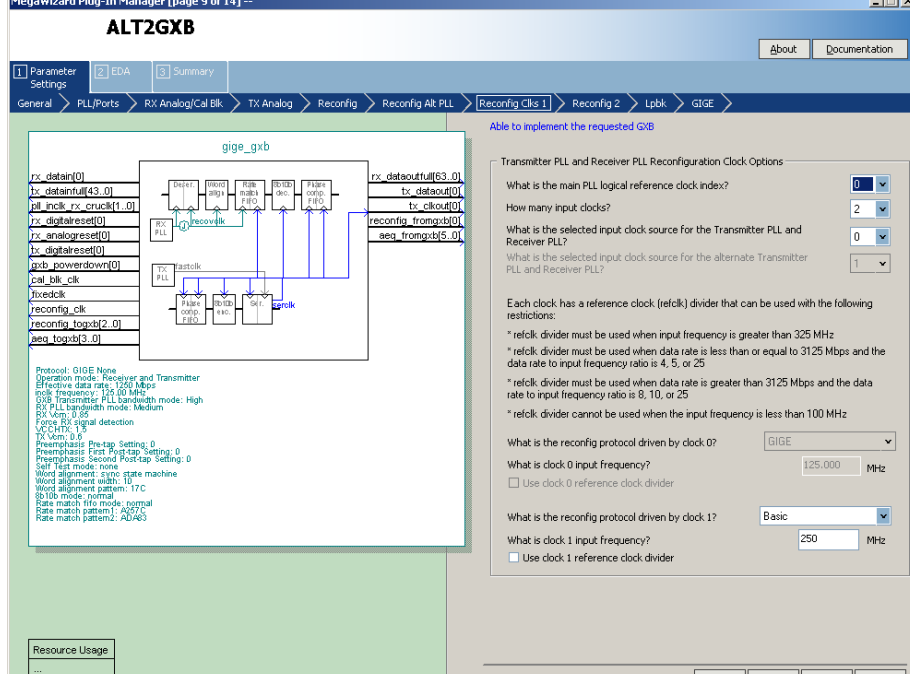 MegaWizard Plug-In Manager [page 9 of 14] --
ALT2GXB
About
Documentation
1 Parameter Settings
2 EDA
3 Summary
General
PLL/Ports
RX Analog/Cal Blk
TX Analog
Reconfig
Reconfig Alt PLL
Reconfig Clks 1
Reconfig 2
Lpbk
GIGE
gige_gxb
rx_datain[0]
tx_datainfull[43..0]
pll_inclk_rx_cruclk[1..0]
rx_digitalreset[0]
rx_analogreset[0]
tx_digitalreset[0]
gxb_powerdown[0]
cal_blk_clk
fixedclk
reconfig_clk
reconfig_togxb[2..0]
aeq_togxb[3..0]
Deser.
Word align
Rate match FIFO
8b10b dec.
Phase comp. FIFO
RX PLL
recovclk
TX PLL
fastclk
Phase comp. FIFO
8b10b enc.
Ser.
serclk
rx_dataoutfull[63..0]
tx_dataout[0]
tx_clkout[0]
reconfig_fromgxb[0]
aeq_fromgxb[5..0]
Protocol: GIGE None
Operation mode: Receiver and Transmitter
Effective data rate: 1250 Mbps
inclk frequency: 125.00 MHz
GXB Transmitter PLL bandwidth mode: High
RX PLL bandwidth mode: Medium
RX Vcm: 0.85
Force RX signal detection
VCCHTX: 1.5
TX Vcm: 0.6
Preemphasis Pre-tap Setting: 0
Preemphasis First Post-tap Setting: 0
Preemphasis Second Post-tap Setting: 0
Self Test mode: none
Word alignment: sync state machine
Word alignment width: 10
Word alignment pattern: 17C
8b10b mode: normal
Rate match fifo mode: normal
Rate match pattern1: A257C
Rate match pattern2: ADA83
Resource Usage
...
Able to implement the requested GXB
Transmitter PLL and Receiver PLL Reconfiguration Clock Options
What is the main PLL logical reference clock index?
0
How many input clocks?
2
What is the selected input clock source for the Transmitter PLL and
Receiver PLL?
0
What is the selected input clock source for the alternate Transmitter
PLL and Receiver PLL?
1
Each clock has a reference clock (refclk) divider that can be used with the following
restrictions:
* refclk divider must be used when input frequency is greater than 325 MHz
* refclk divider must be used when data rate is less than or equal to 3125 Mbps and the
data rate to input frequency ratio is 4, 5, or 25
* refclk divider must be used when data rate is greater than 3125 Mbps and the data
rate to input frequency ratio is 8, 10, or 25
* refclk divider cannot be used when the input frequency is less than 100 MHz
What is the reconfig protocol driven by clock 0?
GIGE
What is clock 0 input frequency?
125.000 MHz
Use clock 0 reference clock divider
What is the reconfig protocol driven by clock 1?
Basic
What is clock 1 input frequency?
250 MHz
Use clock 1 reference clock divider